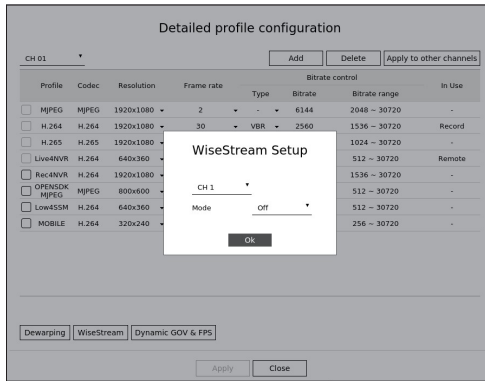 Detailed profile configuration
CH 01
Add Delete Apply to other channels
Bitrate control
Profile Codec Resolution Frame rate In Use
Type Bitrate Bitrate range
MJPEG MJPEG 1920x1080 2 - 6144 2048 ~ 30720 -
H.264 H.264 1920x1080 30 VBR 2560 1536 ~ 30720 Record
H.265 H.265 1920x1080 1024 ~ 30720 -
Live4NVR H.264 640x360 512 ~ 30720 Remote
Rec4NVR H.264 1920x1080 1536 ~ 30720 -
OPENSDK
MJPEG MJPEG 800x600 512 ~ 30720 -
Low4SSM H.264 640x360 512 ~ 30720 -
MOBILE H.264 320x240 256 ~ 30720 -
WiseStream Setup
CH 1
Mode Off
Ok
Dewarping WiseStream Dynamic GOV & FPS
Apply Close